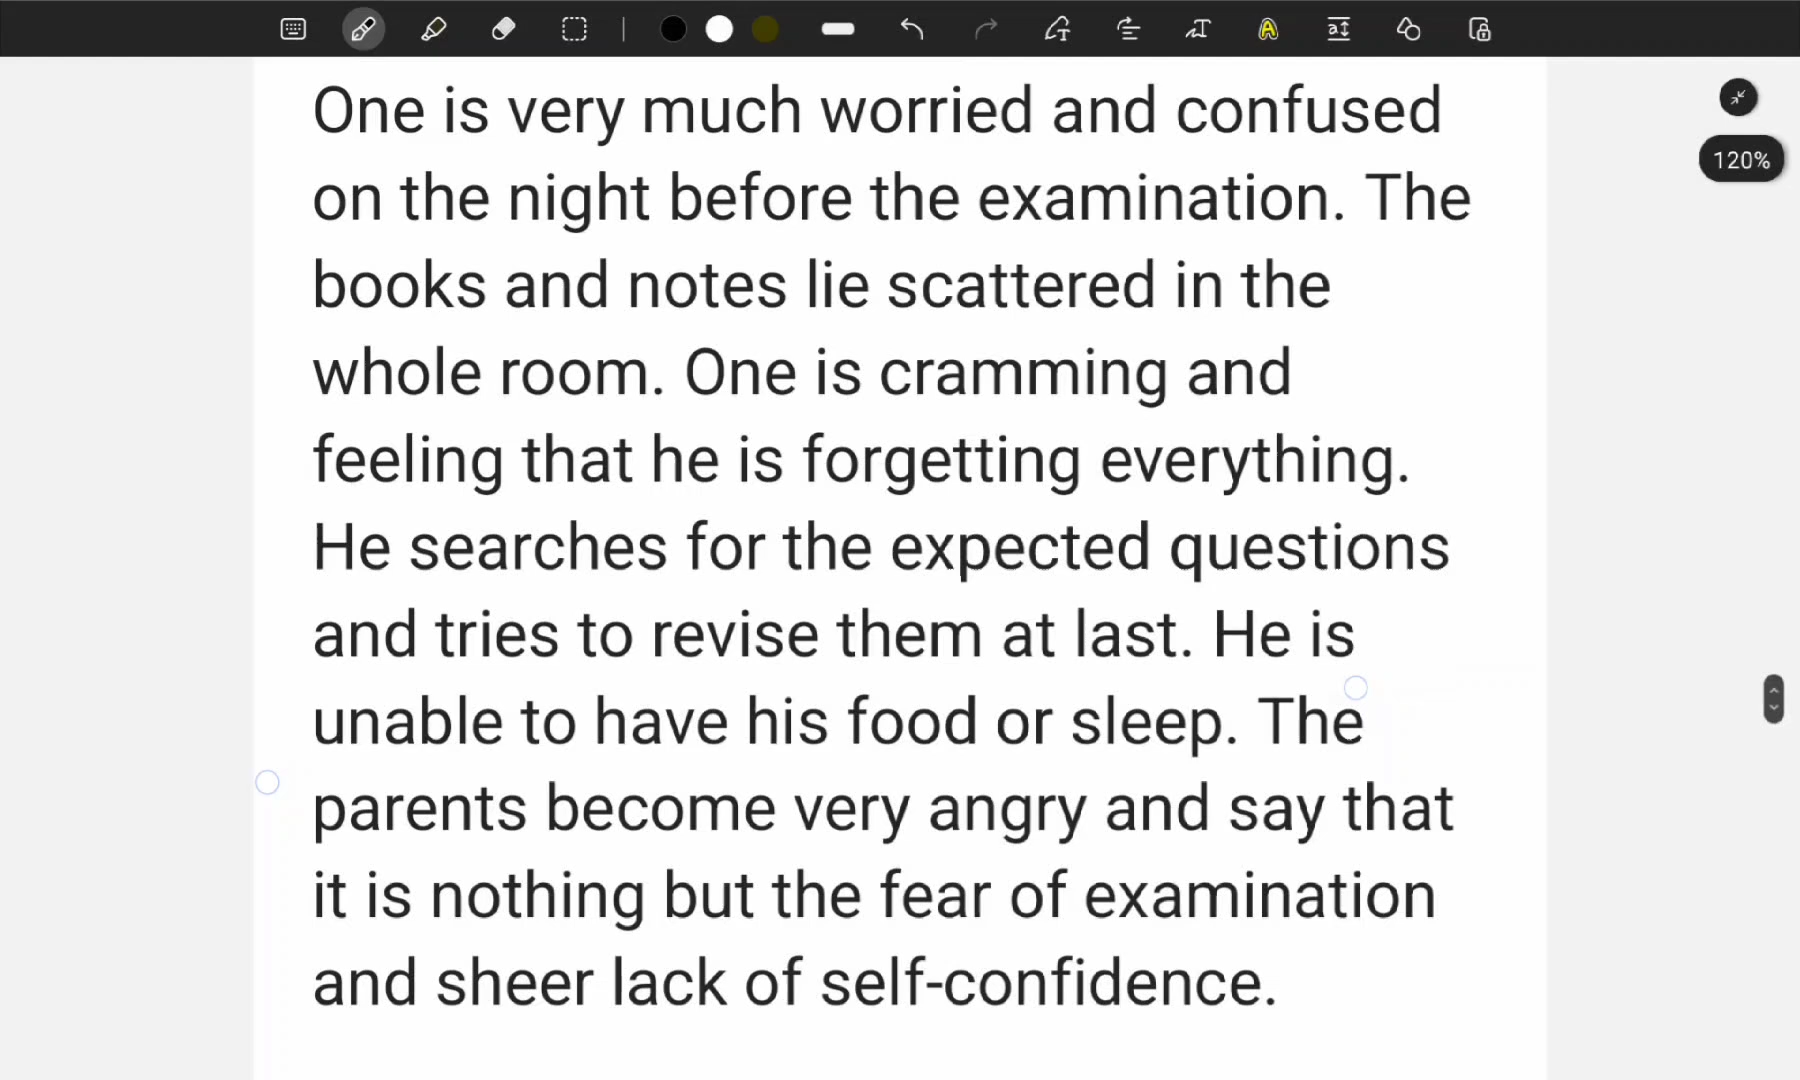 120%
One is very much worried and confused
on the night before the examination. The
books and notes lie scattered in the
whole room. One is cramming and
feeling that he is forgetting everything.
He searches for the expected questions
and tries to revise them at last. He is
unable to have his food or sleep. The
parents become very angry and say that
it is nothing but the fear of examination
and sheer lack of self-confidence.